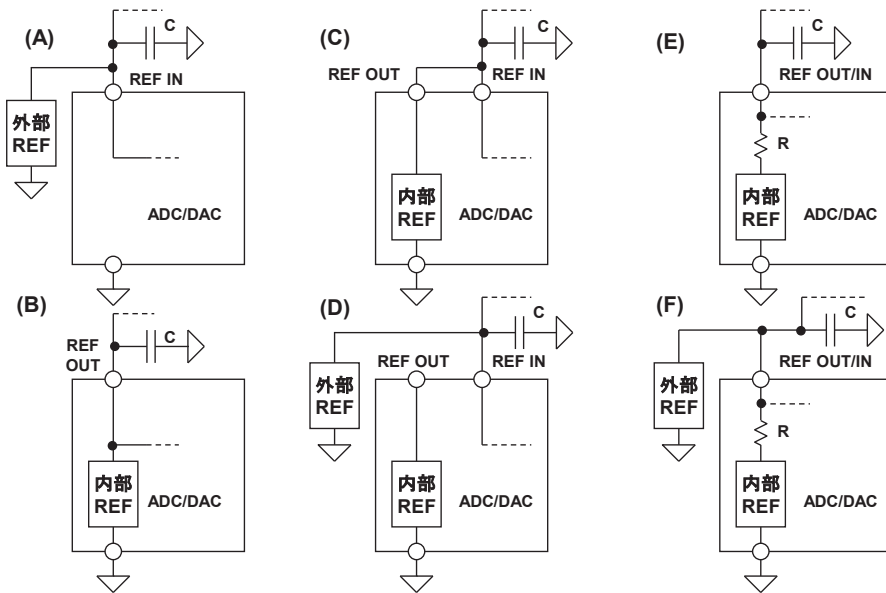 (A)
C
REF IN
外部
REF
ADC/DAC
(B)
C
REF
OUT
内部
REF
ADC/DAC
(C)
C
REF OUT
REF IN
内部
REF
ADC/DAC
(D)
C
REF OUT
REF IN
外部
REF
内部
REF
ADC/DAC
(E)
C
REF OUT/IN
R
内部
REF
ADC/DAC
(F)
C
REF OUT/IN
外部
REF
R
内部
REF
ADC/DAC